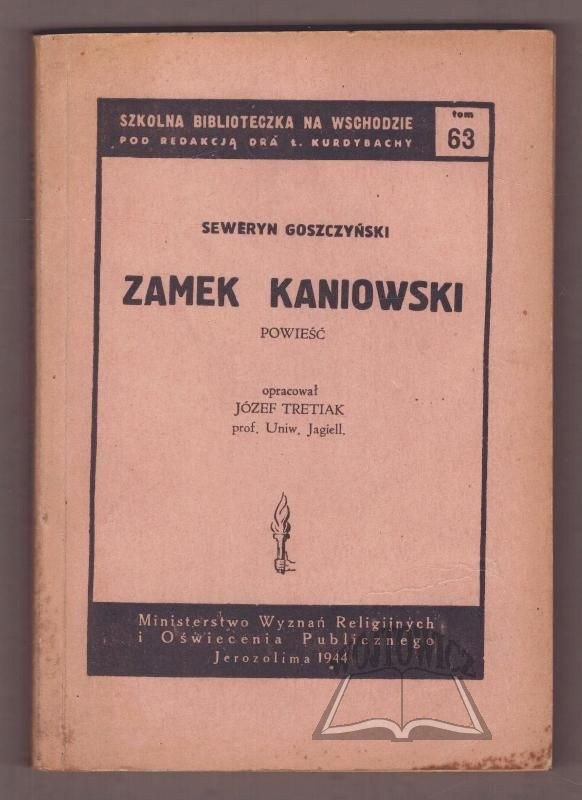 SZKOLNA BIBLIOTECZKA NA WSCHODZIE
POD REDAKCJĄ DRA Ł. KURDYBACHY
tom
63
SEWERYN GOSZCZYŃSKI
ZAMEK KANIOWSKI
POWIEŚĆ
opracował
JÓZEF TRETIAK
prof. Uniw. Jagiell.
Ministerstwo Wyznań Religijnych
i Oświecenia Publicznego
Jerozolima 1944
WÓJTOWICZ